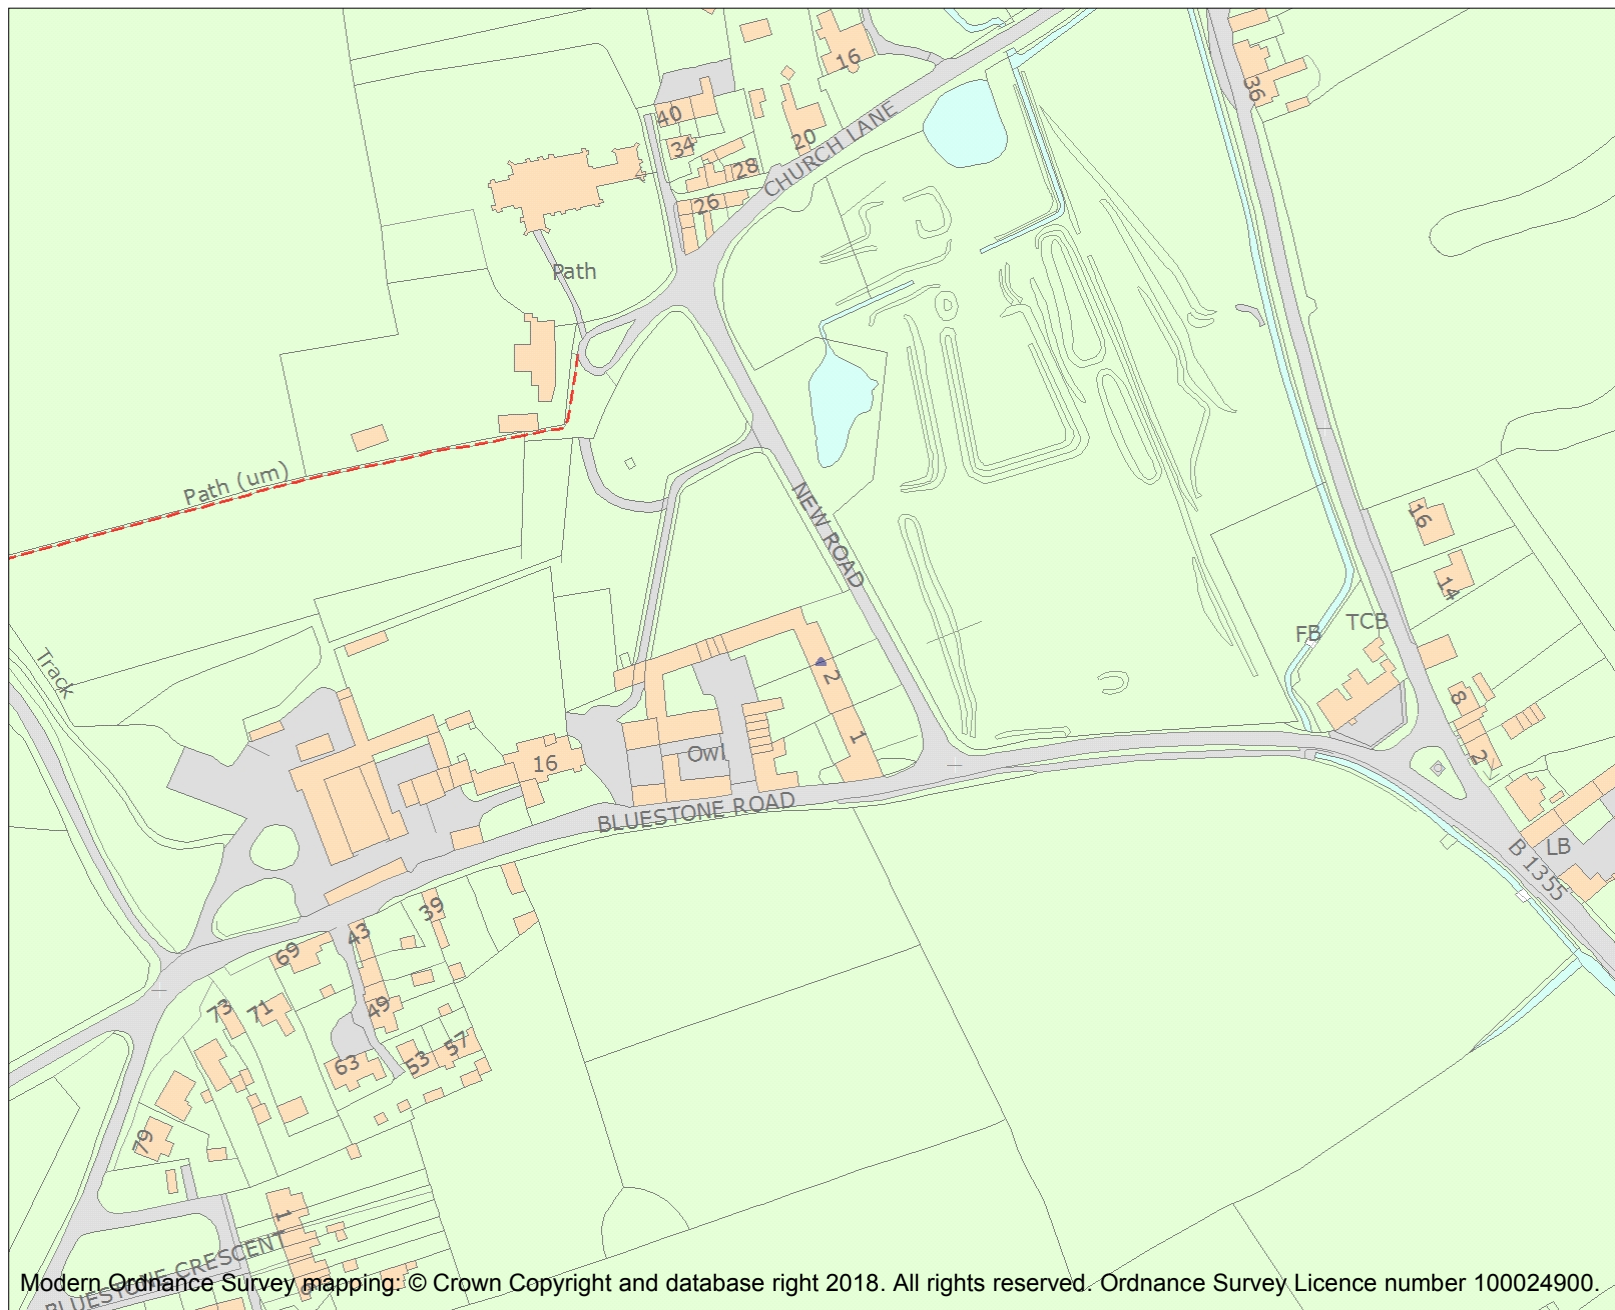 16
36
40
34
20
28
CHURCH LANE
26
Path
Path (um)
NEW ROAD
16
14
FB
TCB
Track
2
8
1
Owl
16
2
BLUESTONE ROAD
LB
B 1355
39
43
69
49
73
71
57
53
63
79
1
BLUESTONE CRESCENT
Modern Ordnance Survey mapping: © Crown Copyright and database right 2018. All rights reserved. Ordnance Survey Licence number 100024900.